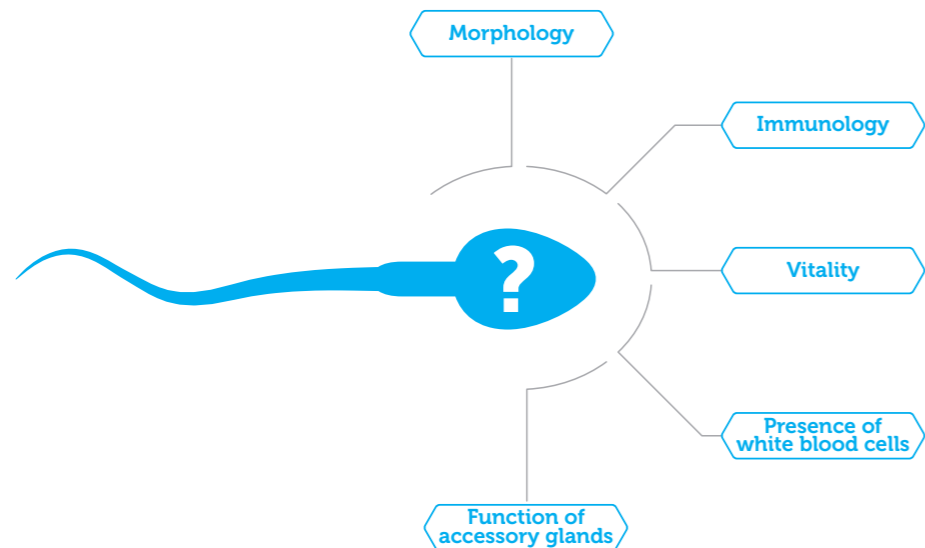 Morphology
Immunology
?
Vitality
Presence of
white blood cells
Function of
accessory glands